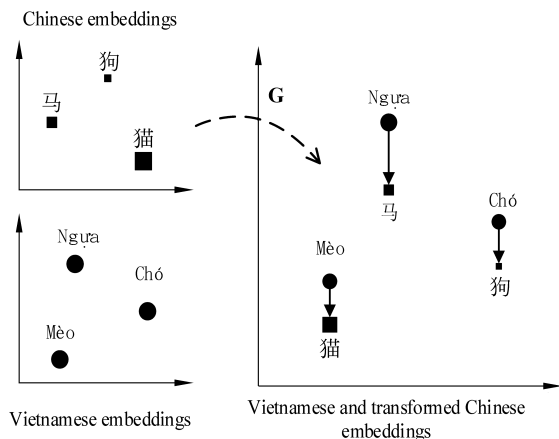 Chinese embeddings
狗
马
猫
G
Ngựa
马
Chó
狗
Mèo
猫
Ngựa
Chó
Mèo
Vietnamese embeddings
Vietnamese and transformed Chinese
embeddings